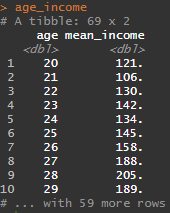 > age_income
# A tibble: 69 x 2
age mean_income
<dbl> <dbl>
1 20 121.
2 21 106.
3 22 130.
4 23 142.
5 24 134.
6 25 145.
7 26 158.
8 27 188.
9 28 205.
10 29 189.
# ... with 59 more rows